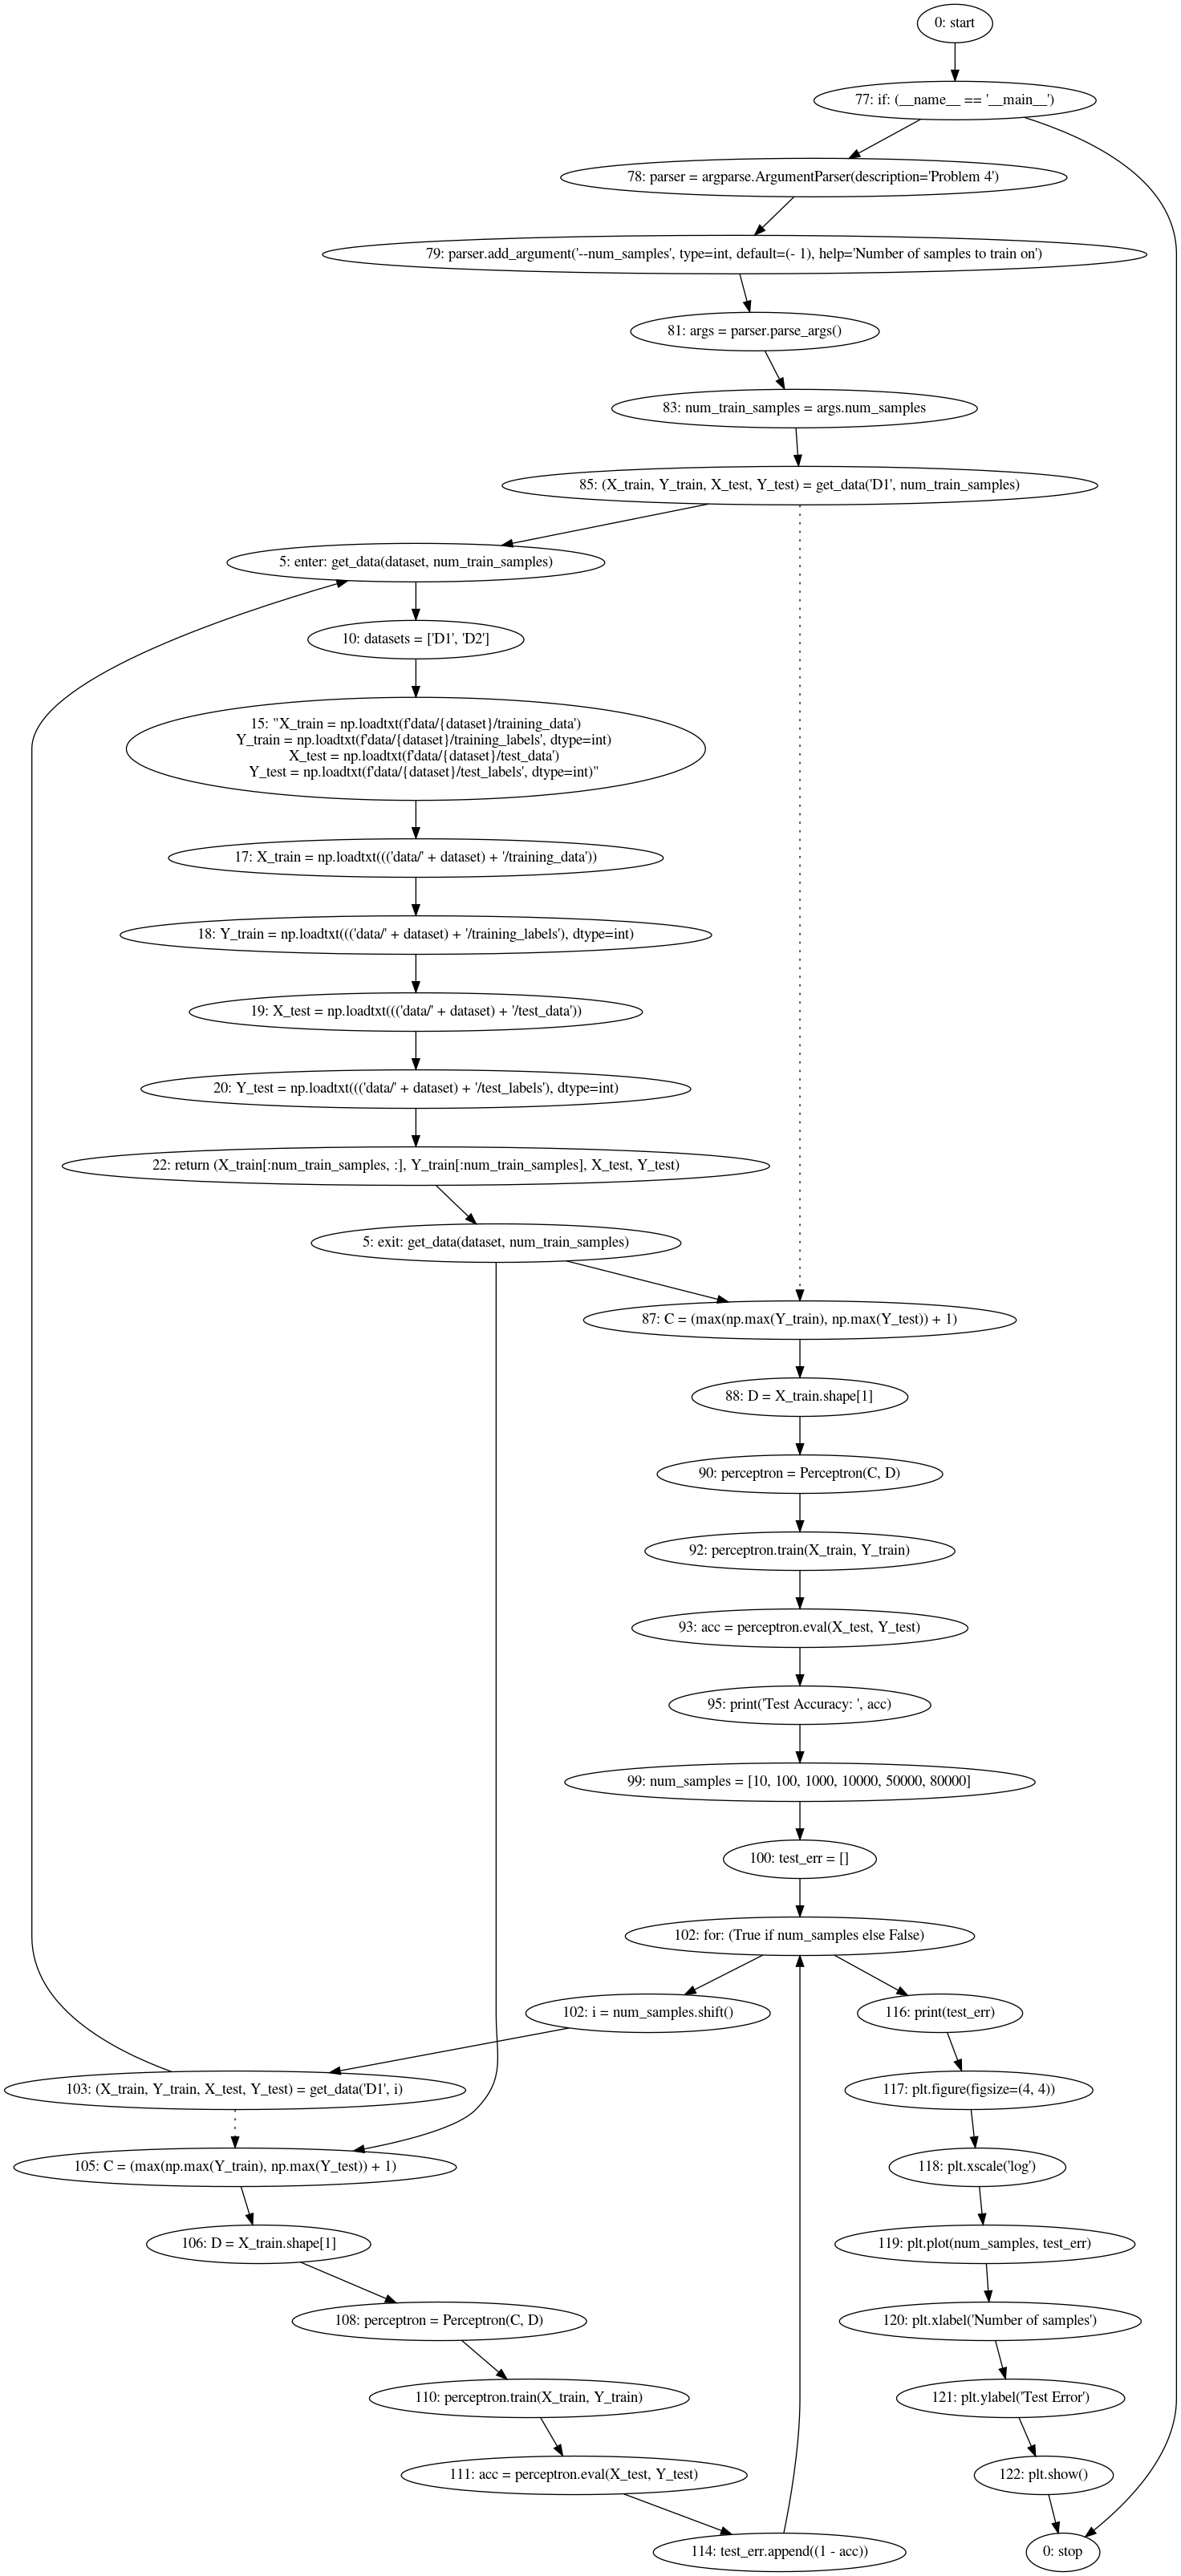 0: start
77: if: (__name__ == '__main__')
78: parser = argparse.ArgumentParser(description='Problem 4')
79: parser.add_argument('--num_samples', type=int, default=(- 1), help='Number of samples to train on')
81: args = parser.parse_args()
83: num_train_samples = args.num_samples
85: (X_train, Y_train, X_test, Y_test) = get_data('D1', num_train_samples)
5: enter: get_data(dataset, num_train_samples)
10: datasets = ['D1', 'D2']
15: "X_train = np.loadtxt(f'data/{dataset}/training_data')
Y_train = np.loadtxt(f'data/{dataset}/training_labels', dtype=int)
X_test = np.loadtxt(f'data/{dataset}/test_data')
Y_test = np.loadtxt(f'data/{dataset}/test_labels', dtype=int)"
17: X_train = np.loadtxt((('data/' + dataset) + '/training_data'))
18: Y_train = np.loadtxt((('data/' + dataset) + '/training_labels'), dtype=int)
19: X_test = np.loadtxt((('data/' + dataset) + '/test_data'))
20: Y_test = np.loadtxt((('data/' + dataset) + '/test_labels'), dtype=int)
22: return (X_train[:num_train_samples, :], Y_train[:num_train_samples], X_test, Y_test)
5: exit: get_data(dataset, num_train_samples)
87: C = (max(np.max(Y_train), np.max(Y_test)) + 1)
88: D = X_train.shape[1]
90: perceptron = Perceptron(C, D)
92: perceptron.train(X_train, Y_train)
93: acc = perceptron.eval(X_test, Y_test)
95: print('Test Accuracy: ', acc)
99: num_samples = [10, 100, 1000, 10000, 50000, 80000]
100: test_err = []
102: for: (True if num_samples else False)
102: i = num_samples.shift()
116: print(test_err)
103: (X_train, Y_train, X_test, Y_test) = get_data('D1', i)
117: plt.figure(figsize=(4, 4))
105: C = (max(np.max(Y_train), np.max(Y_test)) + 1)
118: plt.xscale('log')
106: D = X_train.shape[1]
119: plt.plot(num_samples, test_err)
108: perceptron = Perceptron(C, D)
120: plt.xlabel('Number of samples')
110: perceptron.train(X_train, Y_train)
121: plt.ylabel('Test Error')
111: acc = perceptron.eval(X_test, Y_test)
122: plt.show()
114: test_err.append((1 - acc))
0: stop